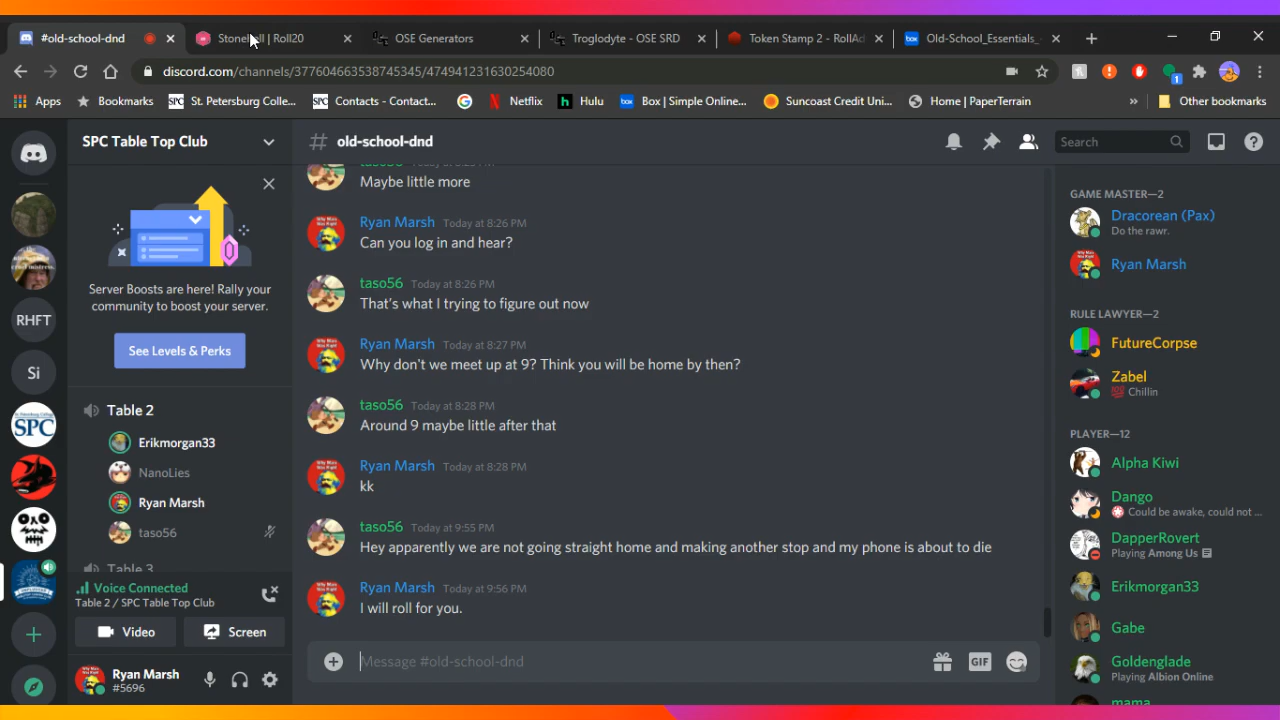 #old-school-dnd
Stonehell | Roll20
OSE Generators
Troglodyte - OSE SRD
Token Stamp 2 - RollAd
Old-School_Essentials_
discord.com/channels/377604663538745345/474941231630254080
1
Apps
Bookmarks
SPC
St. Petersburg Colle...
SPC
Contacts - Contact...
Netflix
h
Hulu
box
Box | Simple Onlin...
Suncoast Credit Uni...
Home | PaperTerrain
»
Other bookmarks
SPC Table Top Club
old-school-dnd
Search
Server Boosts are here! Rally your
community to boost your server.
See Levels & Perks
RHFT
Si
SPC
Table 2
Erikmorgan33
NanoLies
Ryan Marsh
taso56
Table 3
Voice Connected
Table 2 / SPC Table Top Club
Video
Screen
Ryan Marsh
#5696
Maybe little more
Ryan Marsh Today at 8:26 PM
Can you log in and hear?
taso56 Today at 8:26 PM
That's what I trying to figure out now
Ryan Marsh Today at 8:27 PM
Why don't we meet up at 9? Think you will be home by then?
taso56 Today at 8:28 PM
Around 9 maybe little after that
Ryan Marsh Today at 8:28 PM
kk
taso56 Today at 9:55 PM
Hey apparently we are not going straight home and making another stop and my phone is about to die
Ryan Marsh Today at 9:56 PM
I will roll for you.
Message #old-school-dnd
GIF
GAME MASTER—2
Dracorean (Pax)
Do the rawr.
Ryan Marsh
RULE LAWYER—2
FutureCorpse
Zabel
Chillin
PLAYER—12
Alpha Kiwi
Dango
Could be awake, could not ...
DapperRovert
Playing Among Us
Erikmorgan33
Gabe
Goldenglade
Playing Albion Online
mama